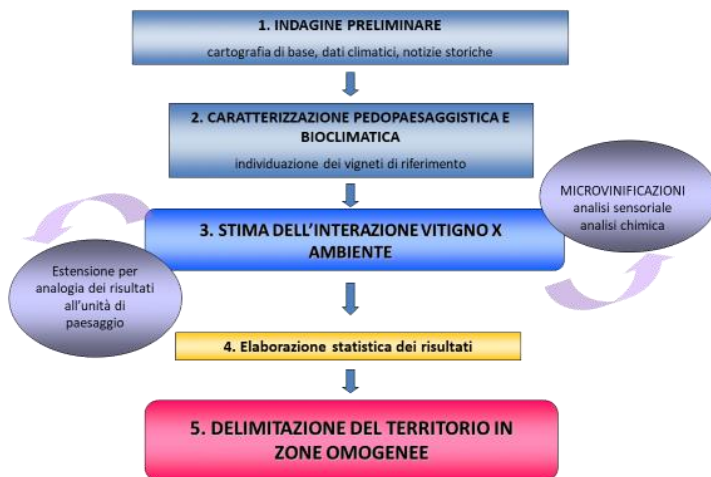 1. INDAGINE PRELIMINARE
cartografia di base, dati climatici, notizie storiche
2. CARATTERIZZAZIONE PEDOPAESAGGISTICA E
BIOCLIMATICA
individuazione dei vigneti di riferimento
MICROVINIFICAZIONI
analisi sensoriale
analisi chimica
3. STIMA DELL'INTERAZIONE VITIGNO X
AMBIENTE
Estensione per
analogia dei risultati
all'unità di
paesaggio
4. Elaborazione statistica dei risultati
5. DELIMITAZIONE DEL TERRITORIO IN
ZONE OMOGENEE